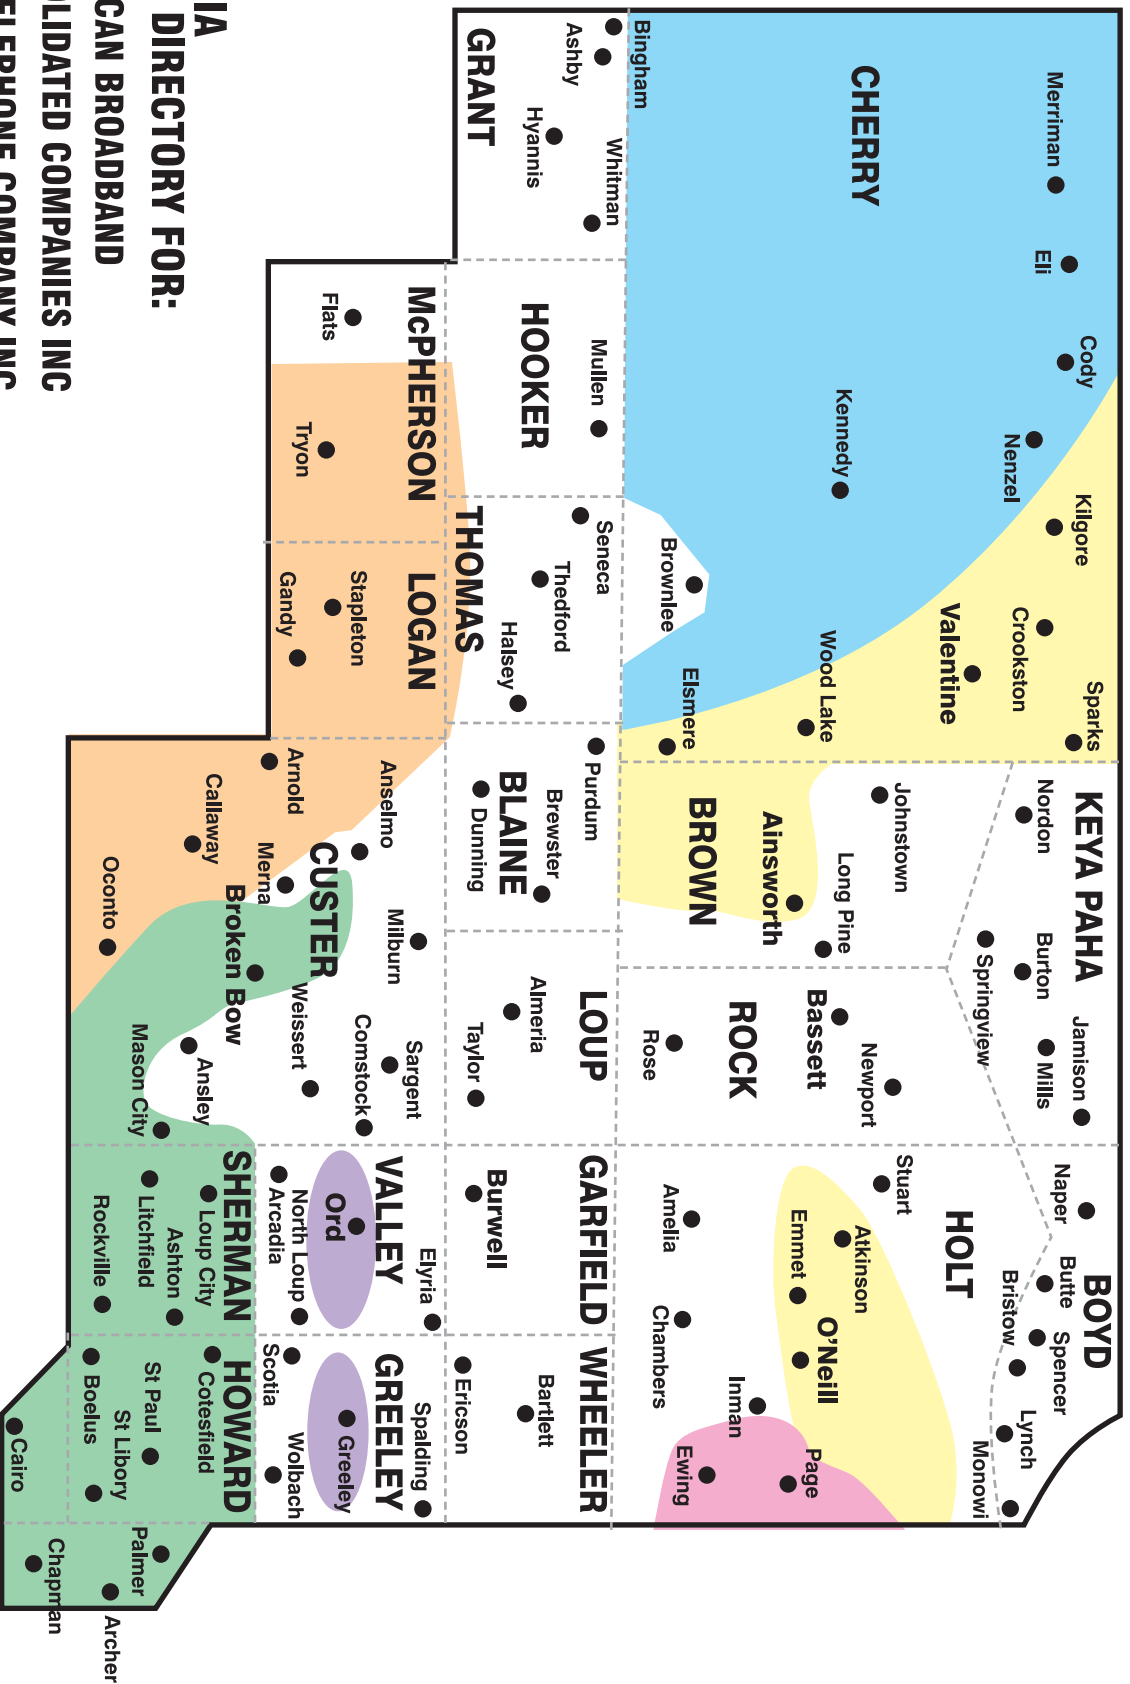 CHERRY
Merriman
Eli
Cody
Nenzel
Kilgore
Crookston
Sparks
Valentine
Kennedy
Wood Lake
Brownlee
Elsmere
KEYA PAHA
Nordon
Burton
Jamison
Mills
Springview
BOYD
Naper
Butte
Spencer
Bristow
Lynch
Monowi
BROWN
Johnstown
Long Pine
Ainsworth
ROCK
Bassett
Newport
Rose
HOLT
Stuart
Atkinson
Emmet
O'Neill
Amelia
Chambers
Inman
Page
Ewing
GRANT
Bingham
Ashby
Whitman
Hyannis
HOOKER
Mullen
THOMAS
Seneca
Thedford
Halsey
BLAINE
Purdum
Brewster
Dunning
LOUP
Almeria
Taylor
GARFIELD
Burwell
WHEELER
Bartlett
Ericson
McPHERSON
Flats
Tryon
LOGAN
Stapleton
Gandy
CUSTER
Anselmo
Milburn
Sargent
Comstock
Arnold
Merna
Weissert
Callaway
Broken Bow
Ansley
Oconto
Mason City
VALLEY
Elyria
Ord
North Loup
Arcadia
GREELEY
Spalding
Greeley
Scotia
Wolbach
SHERMAN
Loup City
Ashton
Litchfield
Rockville
HOWARD
Cotesfield
St Paul
St Libory
Boelus
Palmer
Archer
Chapman
Cairo
IA
DIRECTORY FOR:
CAN BROADBAND
LIDATED COMPANIES INC
ELEPHONE COMPANY INC